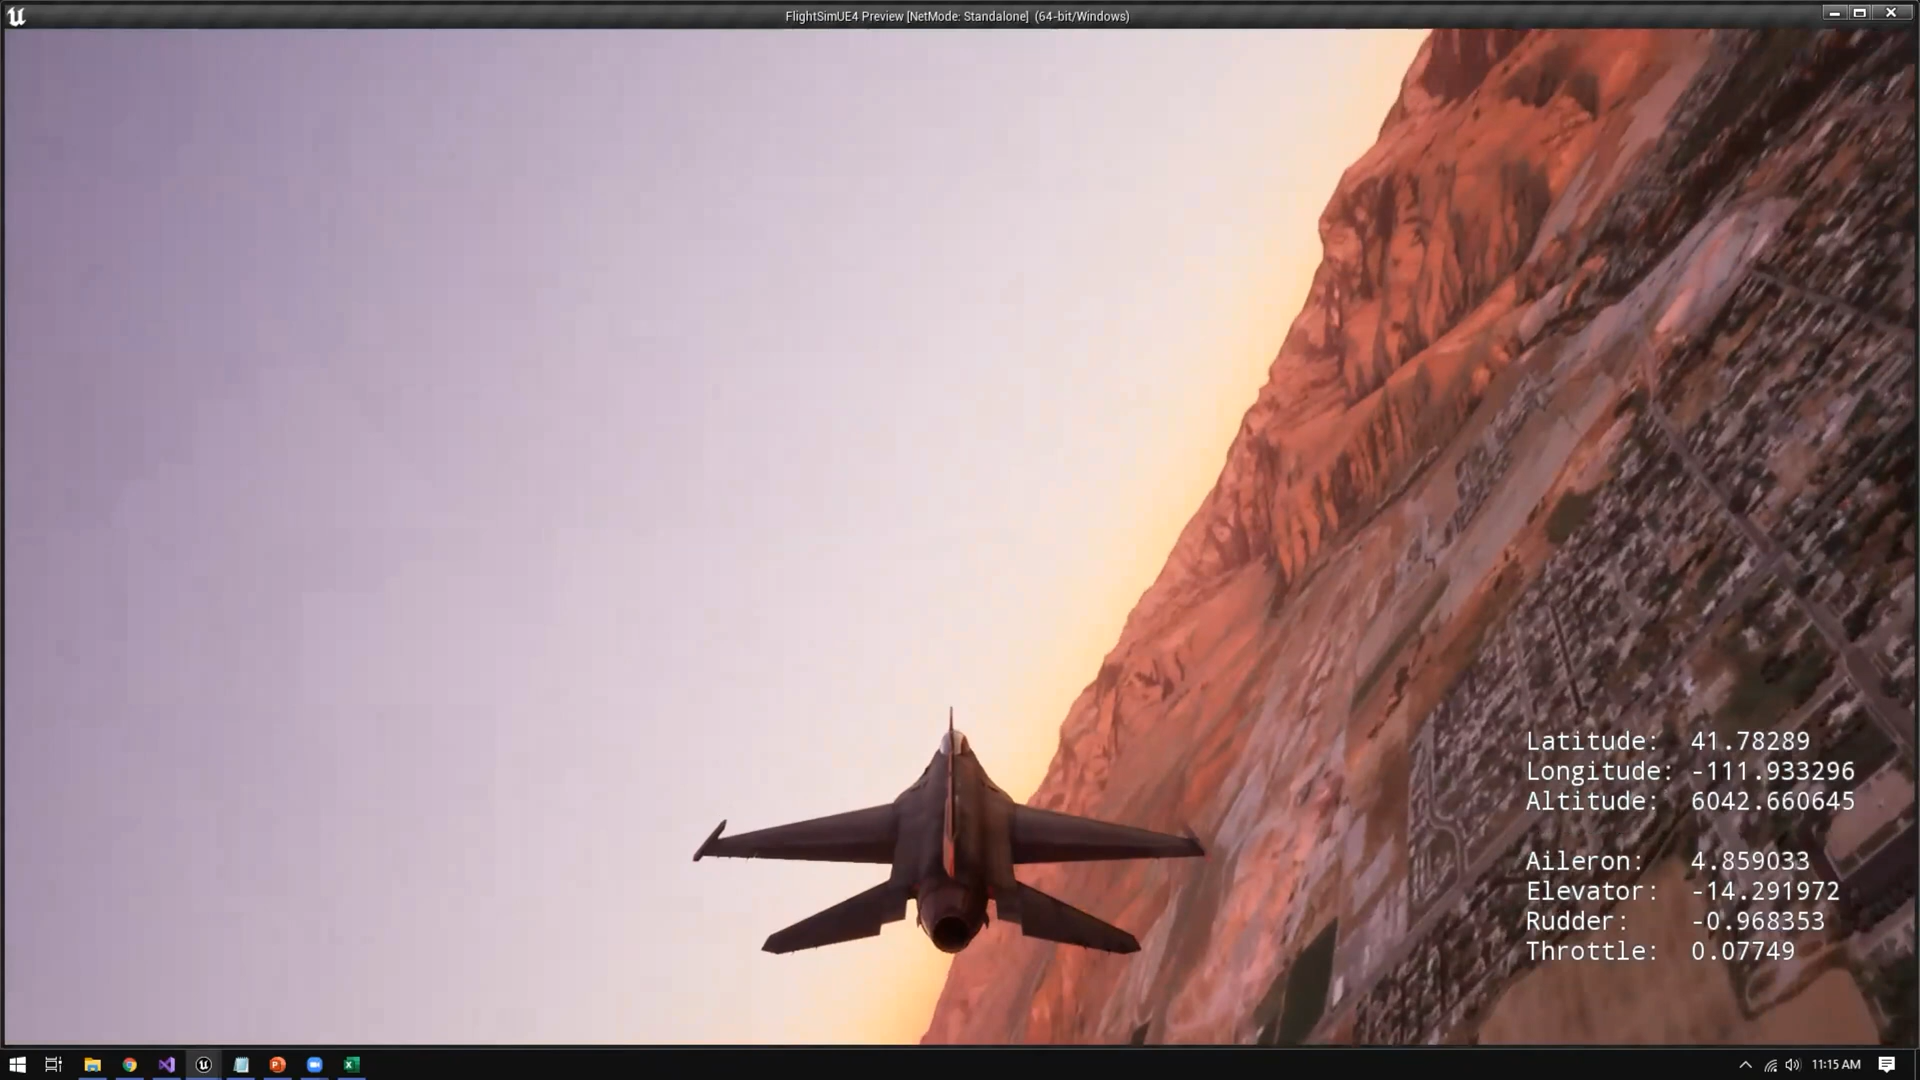 FlightSimUE4 Preview [NetMode: Standalone] (64-bit/Windows)
Latitude: 41.78289
Longitude: -111.933296
Altitude: 6042.660645
Aileron: 4.859033
Elevator: -14.291972
Rudder: -0.968353
Throttle: 0.07749
11:15 AM